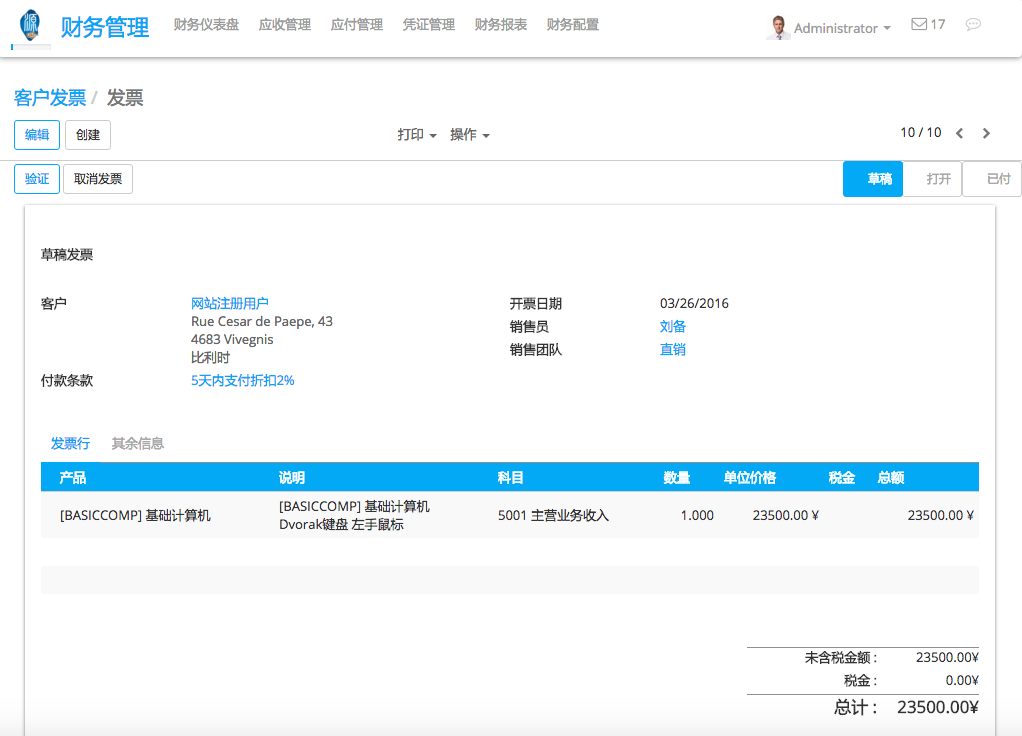 源
财务管理 财务仪表盘 应收管理 应付管理 凭证管理 财务报表 财务配置 Administrator 17
客户发票 / 发票
编辑 创建 打印 操作 10 / 10
验证 取消发票 草稿 打开 已付
草稿发票
客户 网站注册用户 开票日期 03/26/2016
Rue Cesar de Paepe, 43
销售员 刘备
4683 Vivegnis
销售团队 直销
比利时
付款条款 5天内支付折扣2%
发票行 其余信息
产品 说明 科目 数量 单位价格 税金 总额
[BASICCOMP] 基础计算机 [BASICCOMP] 基础计算机 5001 主营业务收入 1.000 23500.00 ¥ 23500.00 ¥
Dvorak键盘 左手鼠标
未含税金额 : 23500.00¥
税金 : 0.00¥
总计 : 23500.00¥